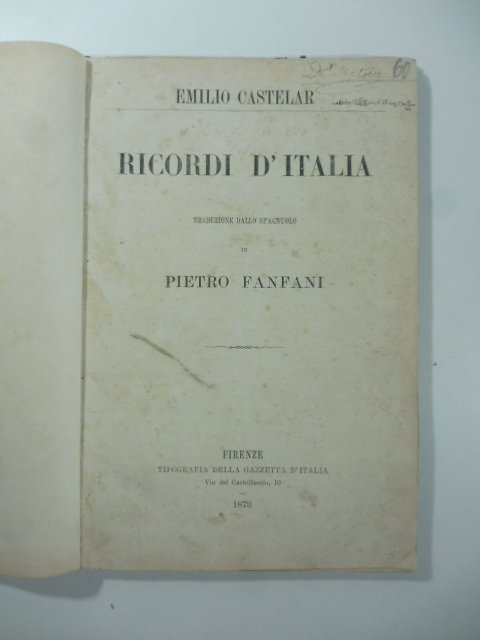 60
EMILIO CASTELAR
RICORDI D'ITALIA
TRADUZIONE DALLO SPAGNUOLO
DI
PIETRO FANFANI
FIRENZE
TIPOGRAFIA DELLA GAZZETTA D'ITALIA
Via del Castellaccio, 10
1873